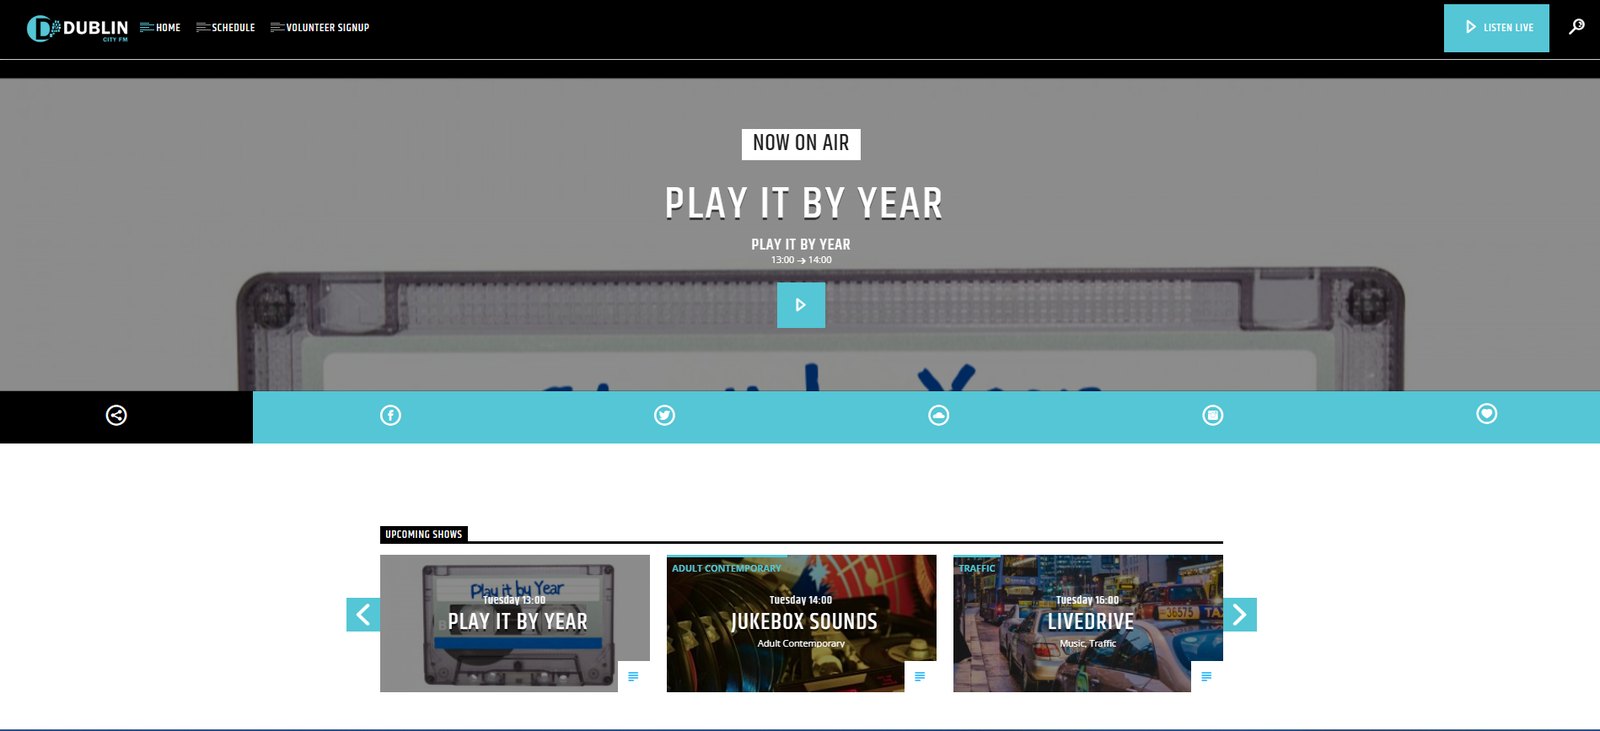 DUBLIN
CITY FM
HOME
SCHEDULE
VOLUNTEER SIGNUP
LISTEN LIVE
NOW ON AIR
PLAY IT BY YEAR
PLAY IT BY YEAR
13:00 → 14:00
UPCOMING SHOWS
Play it by Year
Tuesday 13:00
PLAY IT BY YEAR
ADULT CONTEMPORARY
Tuesday 14:00
JUKEBOX SOUNDS
Adult Contemporary
TRAFFIC
Tuesday 16:00
LIVEDRIVE
Music, Traffic
38575
TAXI